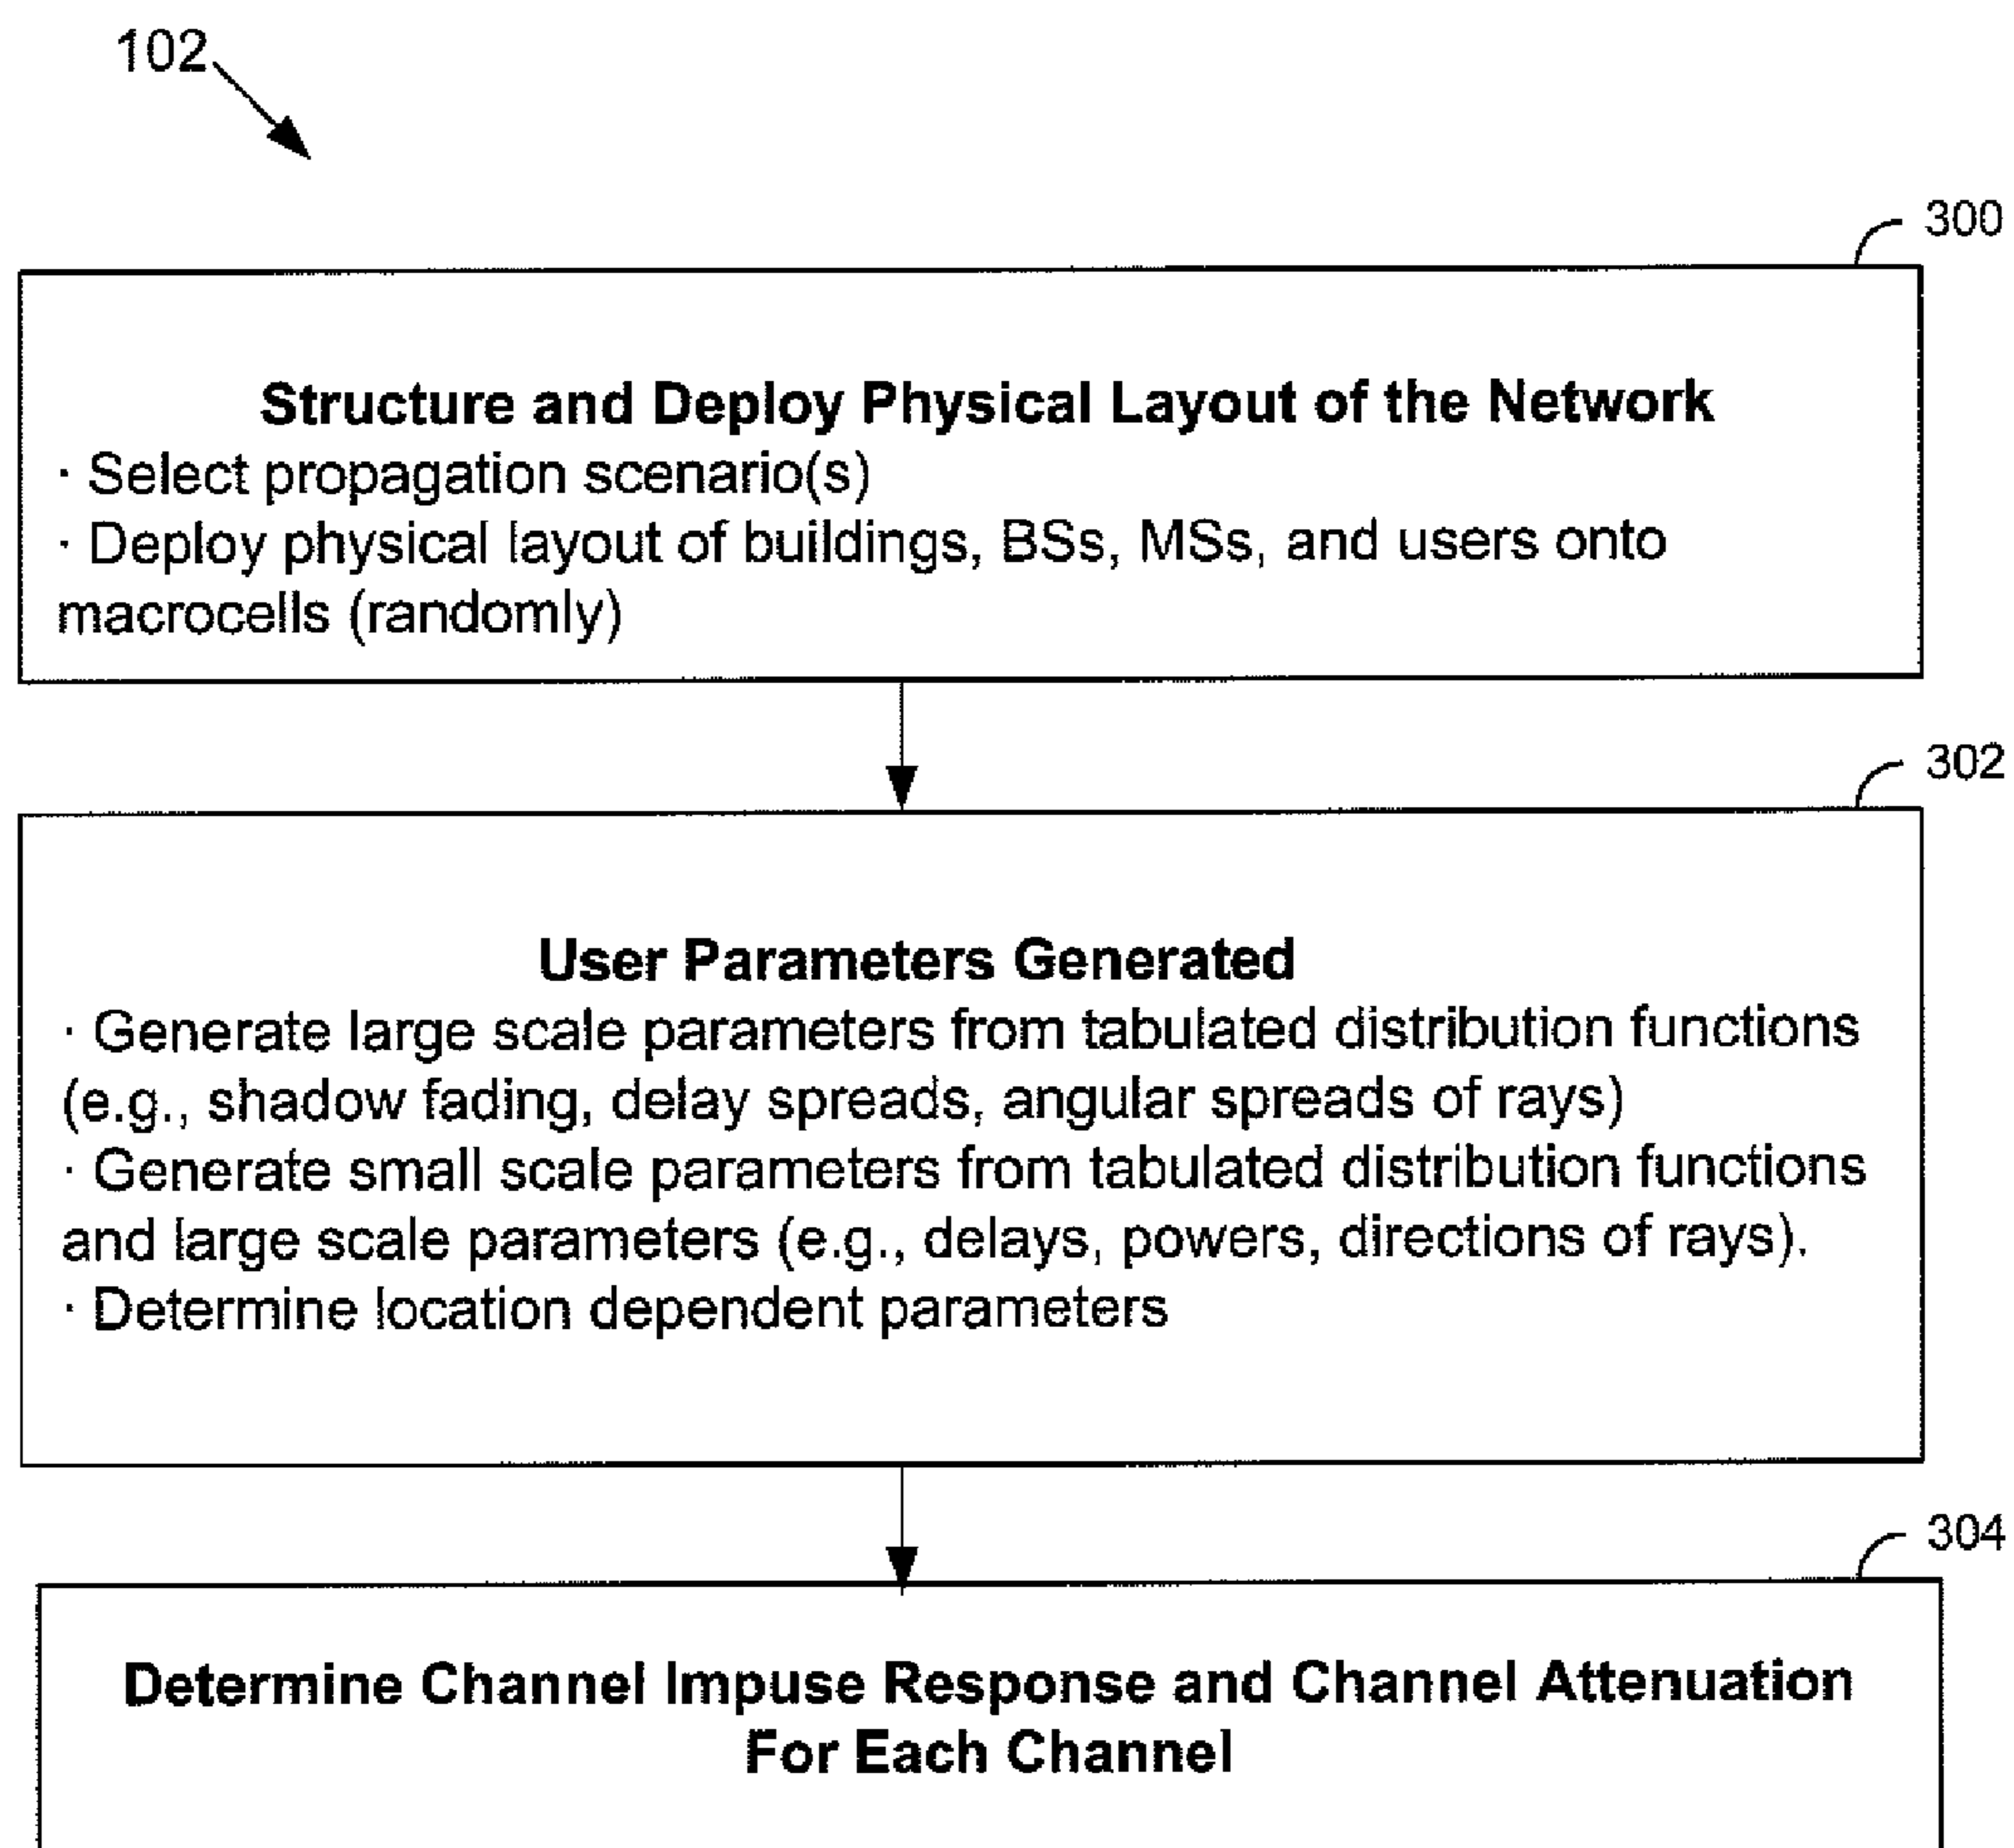 102
300
Structure and Deploy Physical Layout of the Network
· Select propagation scenario(s)
· Deploy physical layout of buildings, BSs, MSs, and users onto
macrocells (randomly)
302
User Parameters Generated
· Generate large scale parameters from tabulated distribution functions
(e.g., shadow fading, delay spreads, angular spreads of rays)
· Generate small scale parameters from tabulated distribution functions
and large scale parameters (e.g., delays, powers, directions of rays).
· Determine location dependent parameters
304
Determine Channel Impuse Response and Channel Attenuation
For Each Channel